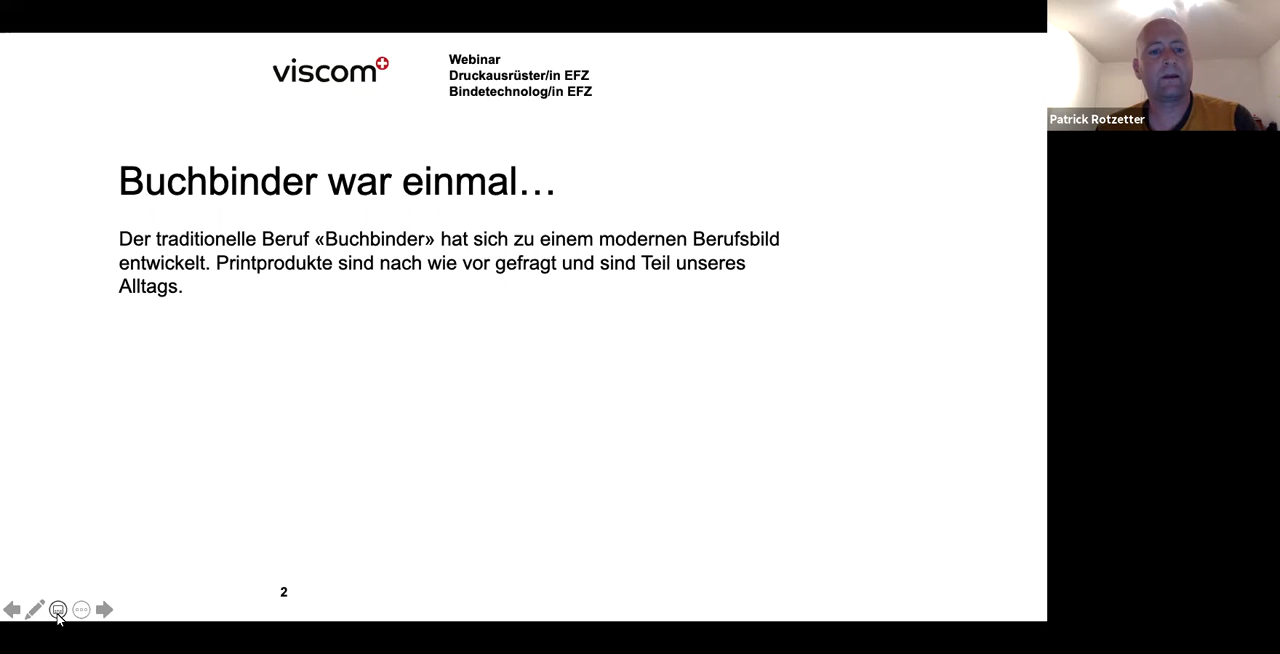 viscom
Webinar
Druckausrüster/in EFZ
Bindetechnolog/in EFZ
Patrick Rotzetter
Buchbinder war einmal…
Der traditionelle Beruf «Buchbinder» hat sich zu einem modernen Berufsbild
entwickelt. Printprodukte sind nach wie vor gefragt und sind Teil unseres
Alltags.
2